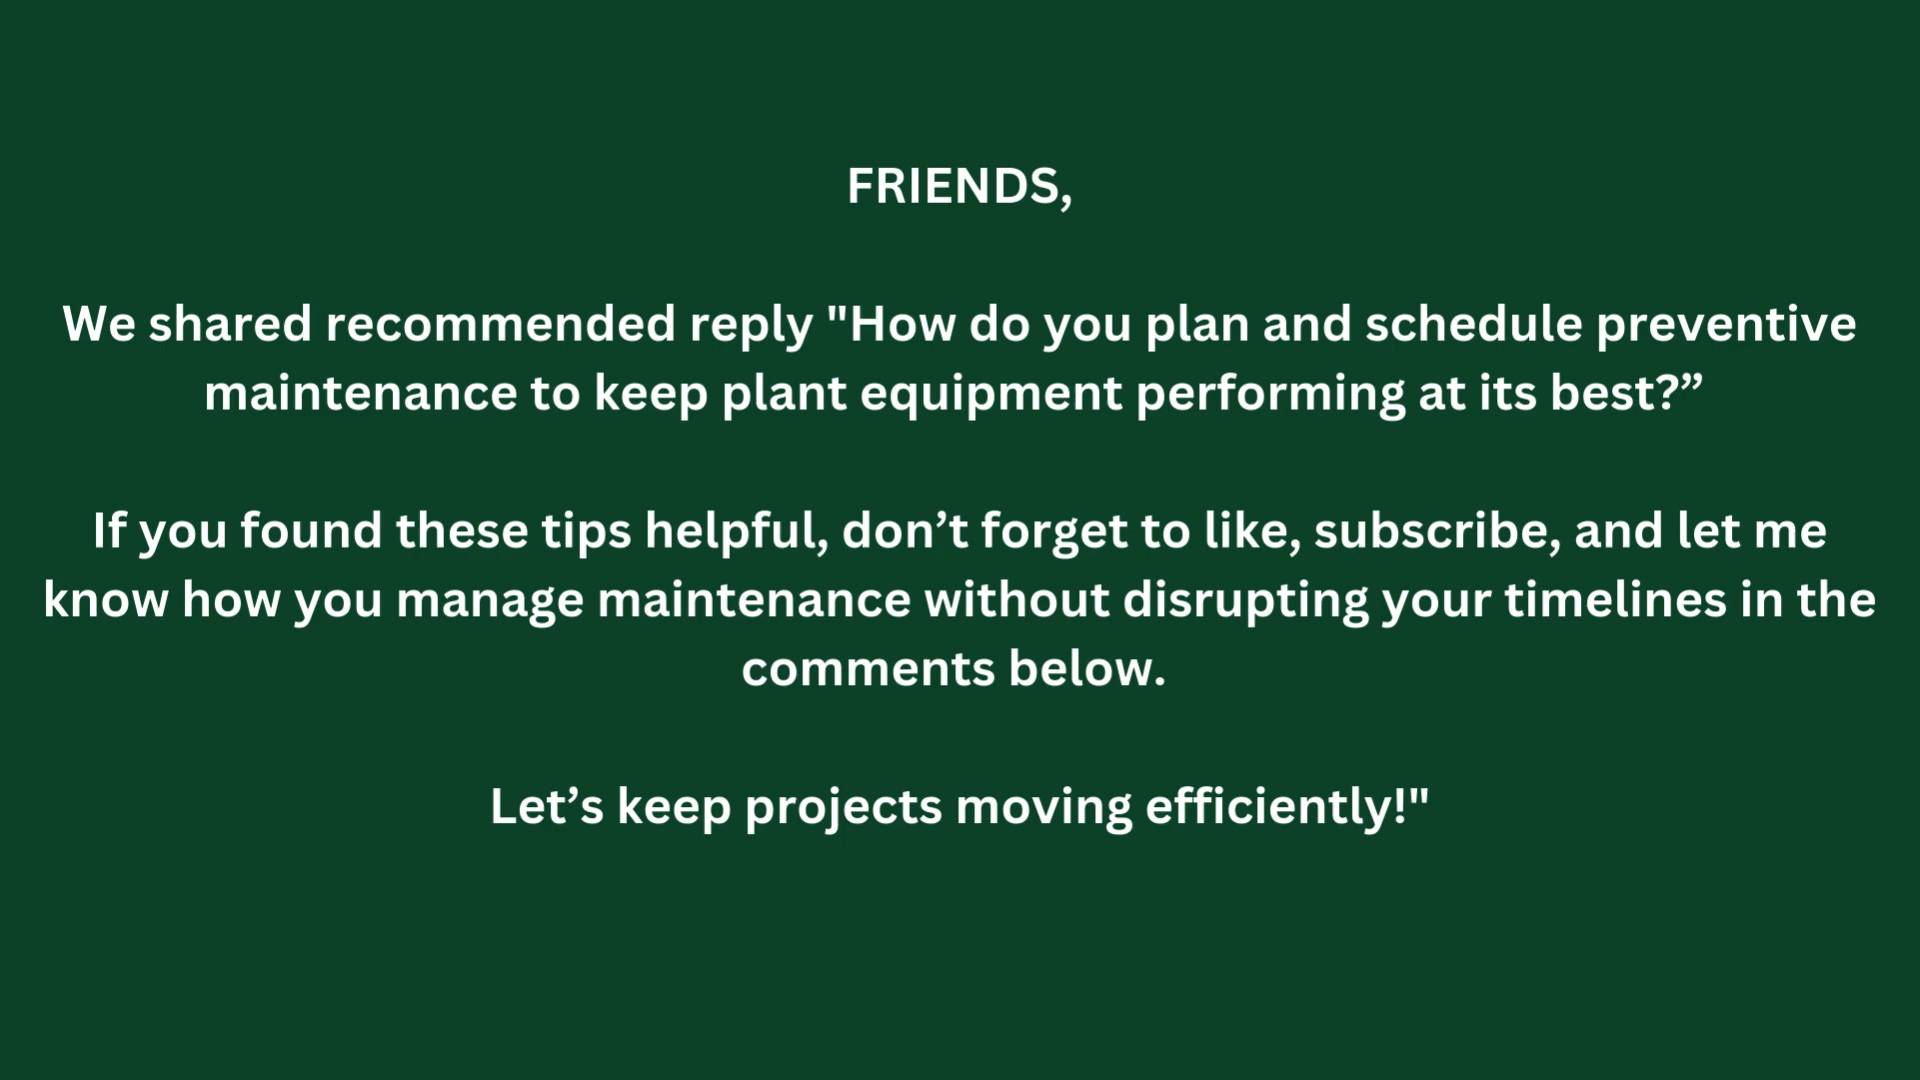 FRIENDS,
We shared recommended reply "How do you plan and schedule preventive
maintenance to keep plant equipment performing at its best?”
If you found these tips helpful, don’t forget to like, subscribe, and let me
know how you manage maintenance without disrupting your timelines in the
comments below.
Let’s keep projects moving efficiently!"